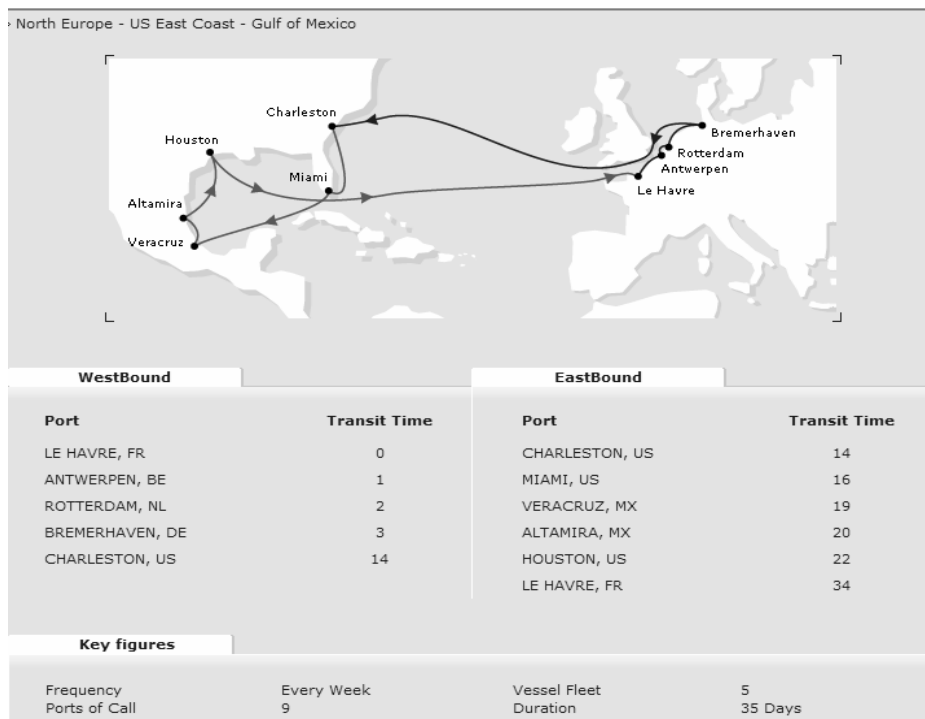 North Europe - US East Coast - Gulf of Mexico
Charleston
Houston
Miami
Altamira
Veracruz
Bremerhaven
Rotterdam
Antwerpen
Le Havre
WestBound
Port Transit Time
LE HAVRE, FR 0
ANTWERPEN, BE 1
ROTTERDAM, NL 2
BREMERHAVEN, DE 3
CHARLESTON, US 14
EastBound
Port Transit Time
CHARLESTON, US 14
MIAMI, US 16
VERACRUZ, MX 19
ALTAMIRA, MX 20
HOUSTON, US 22
LE HAVRE, FR 34
Key figures
Frequency Every Week Vessel Fleet 5
Ports of Call 9 Duration 35 Days